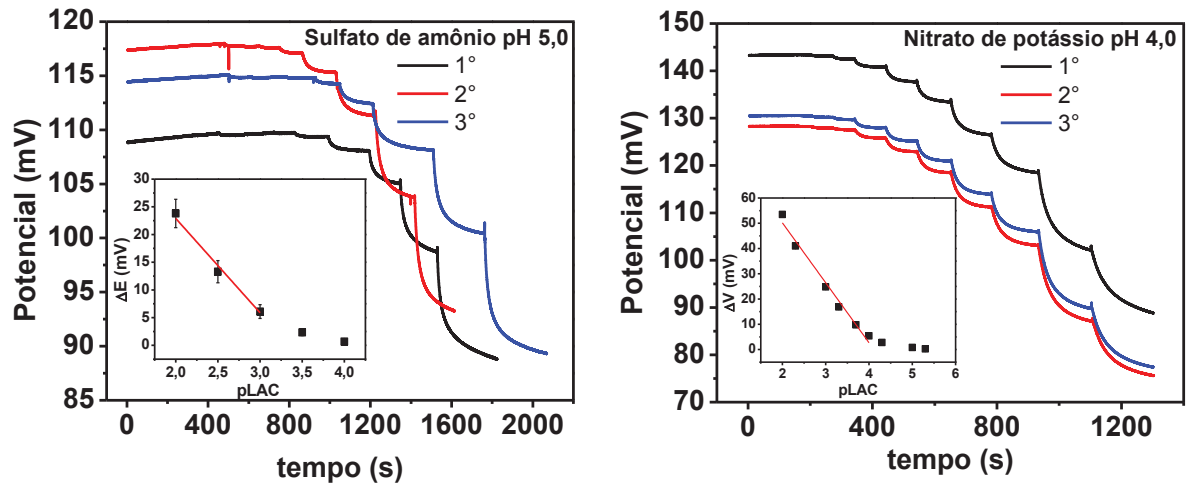 Sulfato de amônio pH 5,0
1°
2°
3°
Potencial (mV)
120
115
110
105
100
95
90
85
0 400 800 1200 1600 2000
tempo (s)
ΔE (mV)
30
25
20
15
10
5
0
2,0 2,5 3,0 3,5 4,0
pLAC
Nitrato de potássio pH 4,0
1°
2°
3°
Potencial (mV)
150
140
130
120
110
100
90
80
70
0 400 800 1200
tempo (s)
ΔV (mV)
60
50
40
30
20
10
0
2 3 4 5 6
pLAC